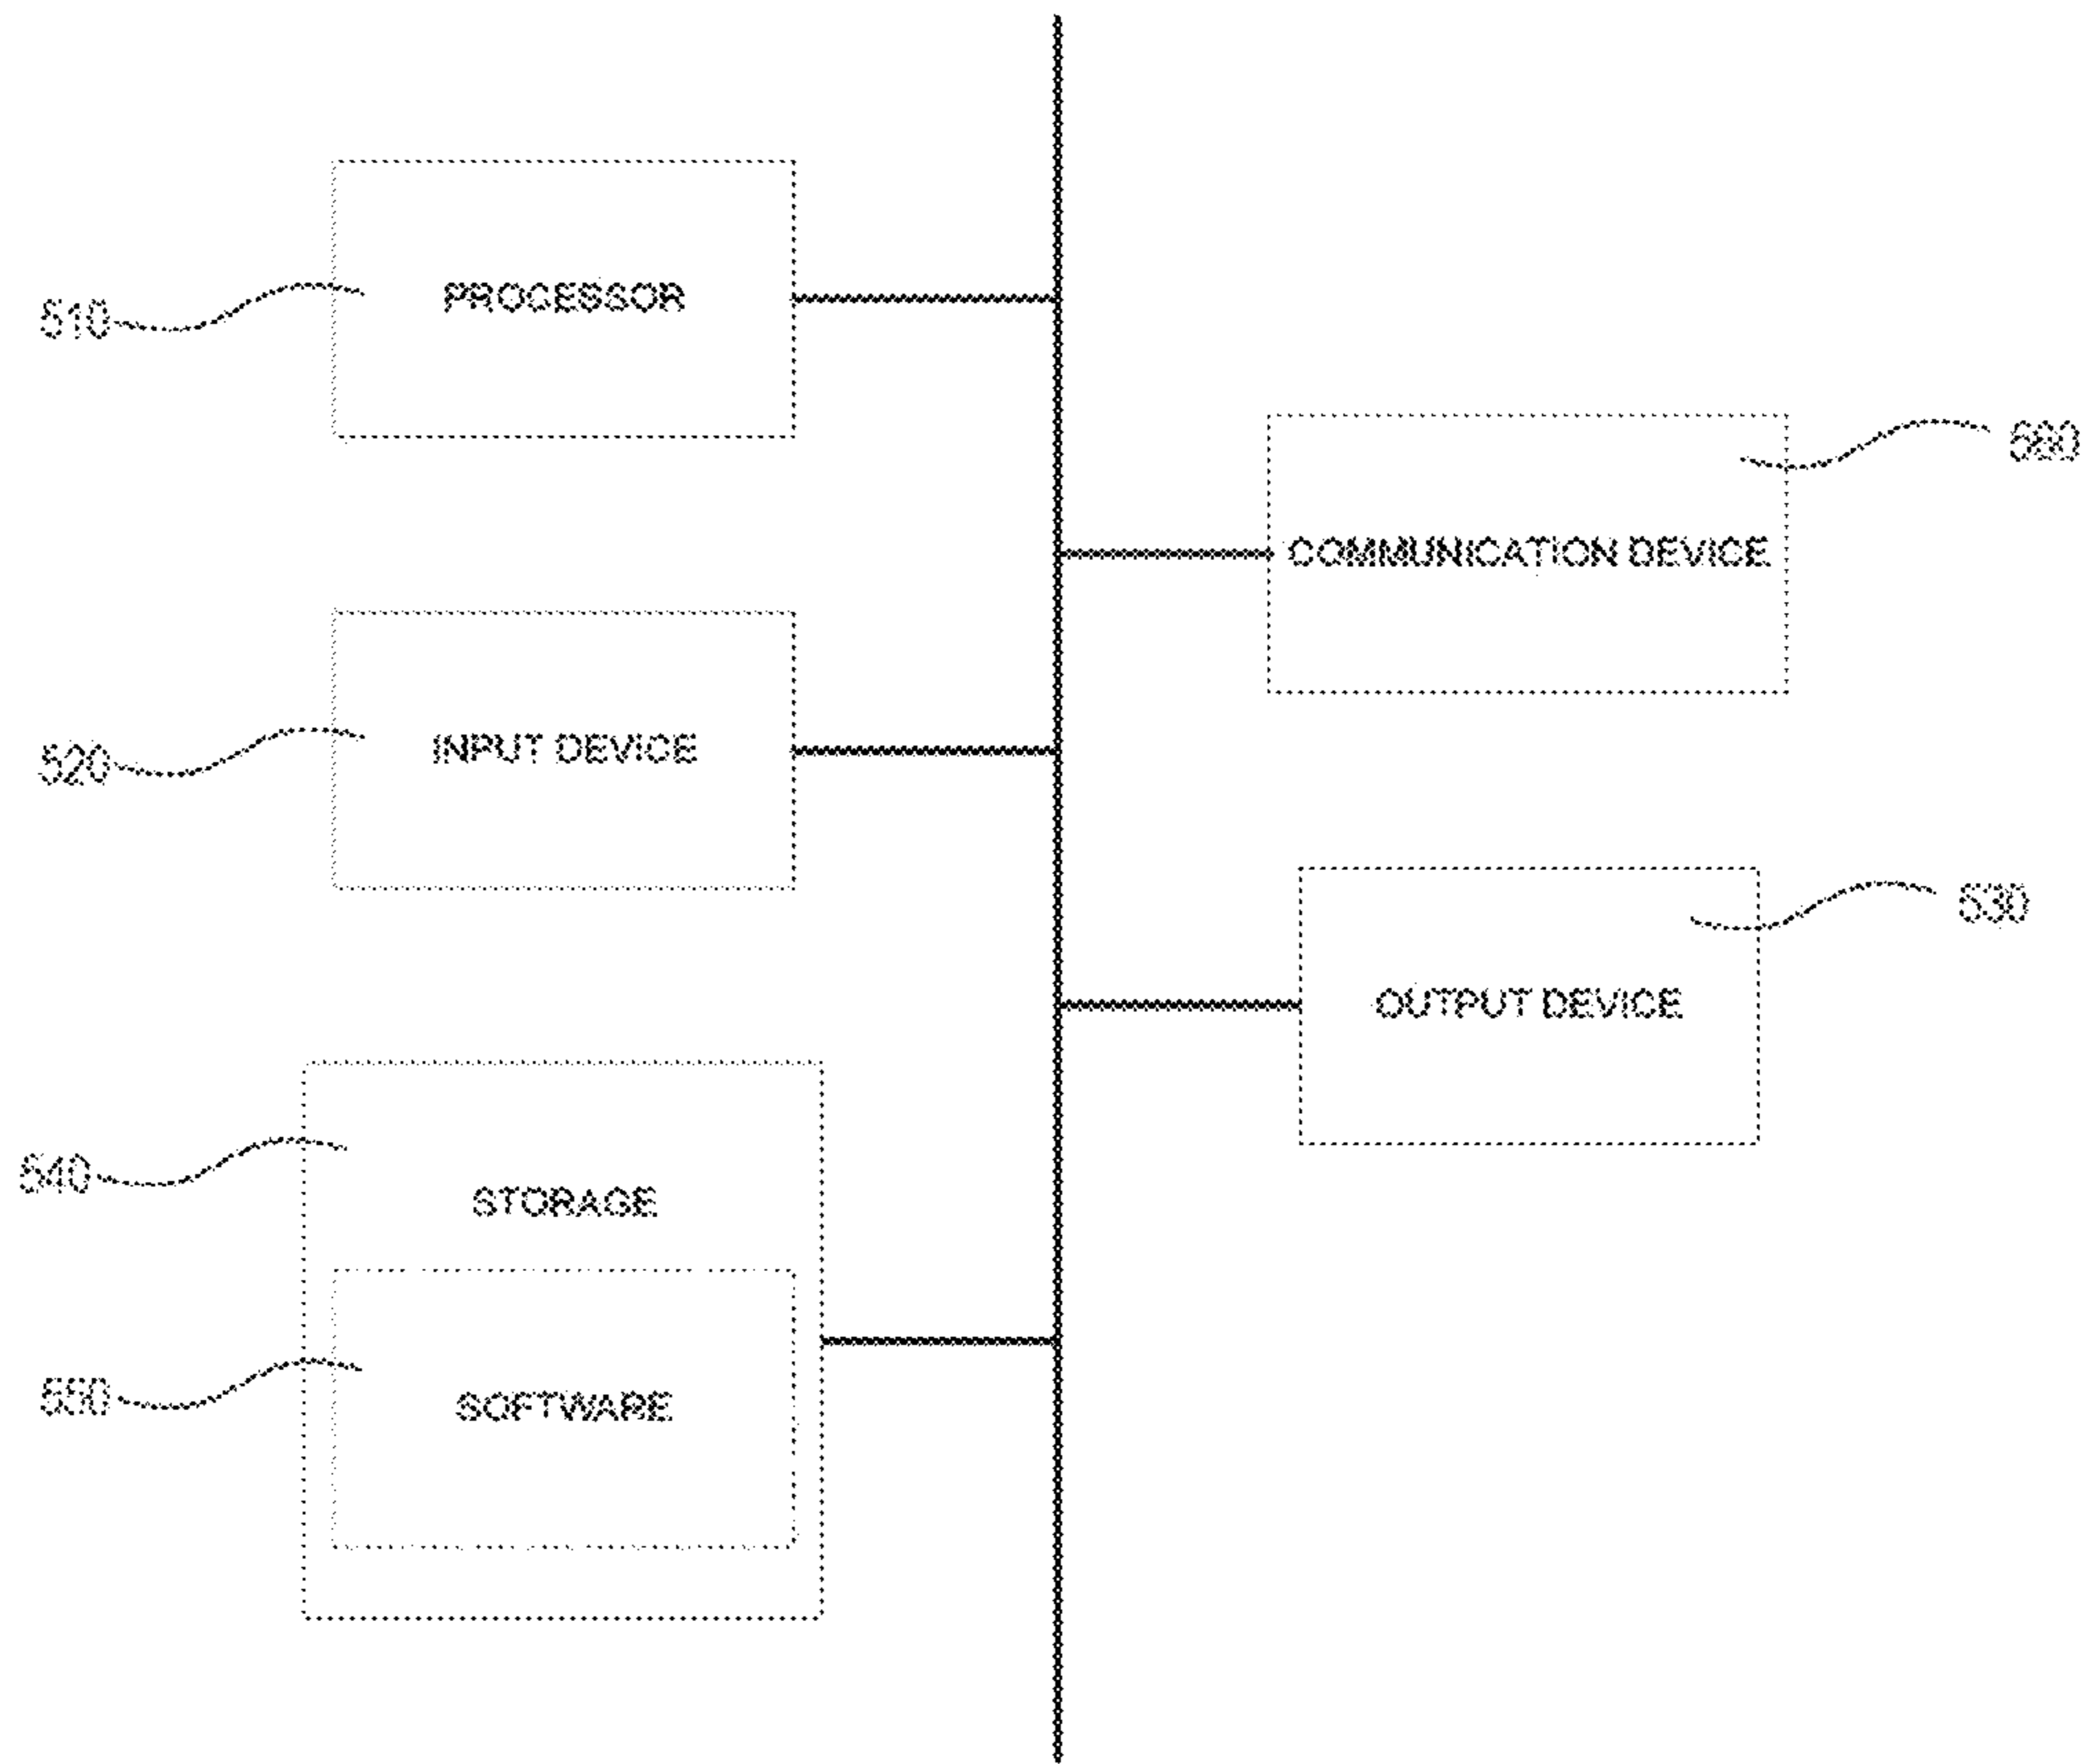 510
PROCESSOR
560
COMMUNICATION DEVICE
520
INPUT DEVICE
530
OUTPUT DEVICE
540
STORAGE
550
SOFTWARE